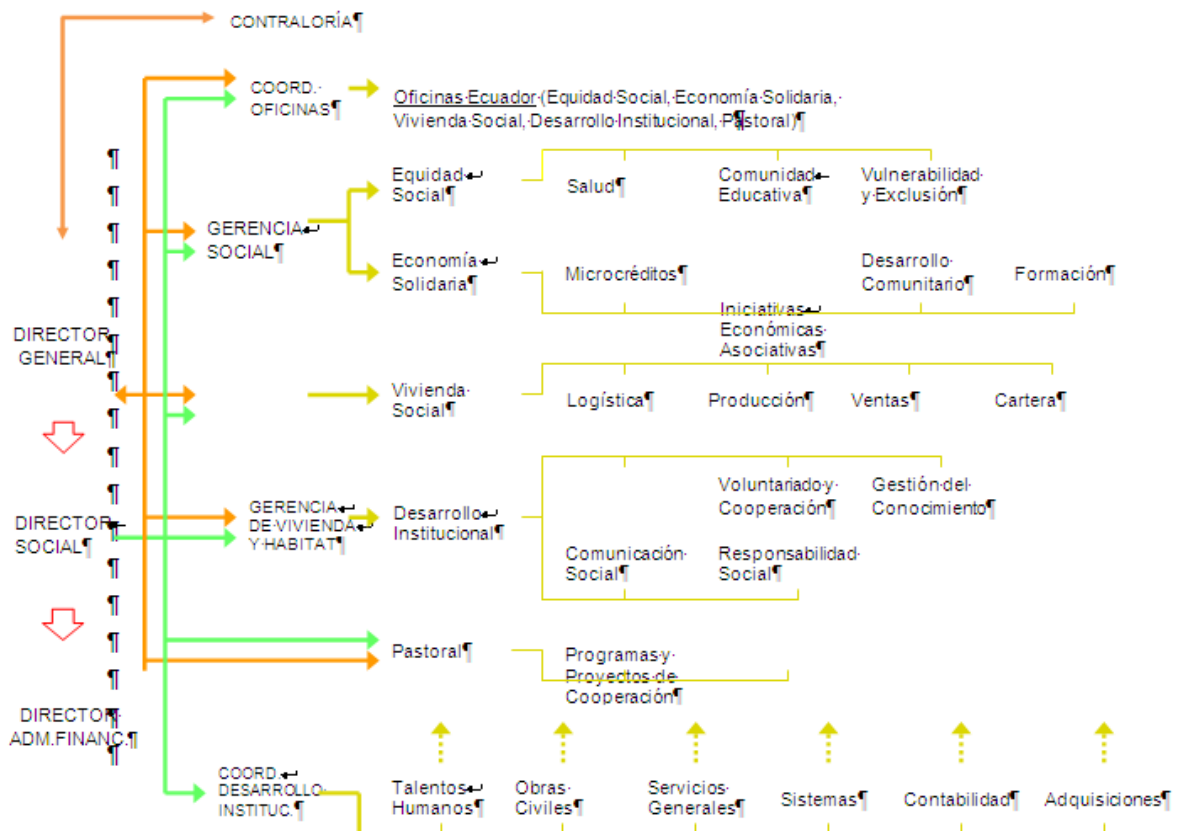 CONTRALORÍA¶
COORD.·
OFICINAS¶
Oficinas·Ecuador·(Equidad·Social,·Economía·Solidaria,·
Vivienda·Social,·Desarrollo·Institucional,·Pastoral)¶
Equidad
Social¶
Salud¶
Comunidad
Educativa¶
Vulnerabilidad·
y·Exclusión¶
GERENCIA
SOCIAL¶
Economía
Solidaria¶
Microcréditos¶
Iniciativas
Económicas·
Asociativas¶
Desarrollo·
Comunitario¶
Formación¶
DIRECTOR
GENERAL¶
Vivienda·
Social¶
Logística¶
Producción¶
Ventas¶
Cartera¶
DIRECTOR
SOCIAL¶
GERENCIA
DE·VIVIENDA
Y·HABITAT¶
Desarrollo
Institucional¶
Voluntariado·y·
Cooperación¶
Gestión·del·
Conocimiento¶
Comunicación·
Social¶
Responsabilidad·
Social¶
Pastoral¶
Programas·y·
Proyectos·de·
Cooperación¶
DIRECTOR·
ADM.FINANC.¶
COORD.
DESARROLLO·
INSTITUC.¶
Talentos
Humanos¶
Obras·
Civiles¶
Servicios·
Generales¶
Sistemas¶
Contabilidad¶
Adquisiciones¶